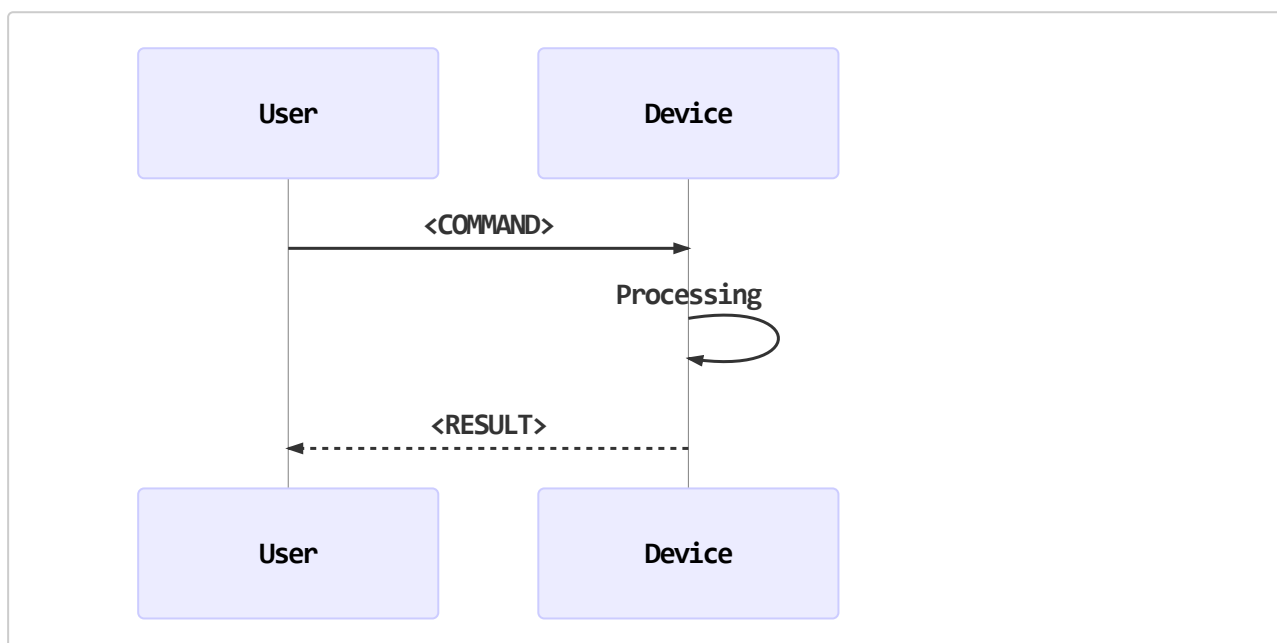 User Device
<COMMAND>
Processing
<RESULT>
User Device